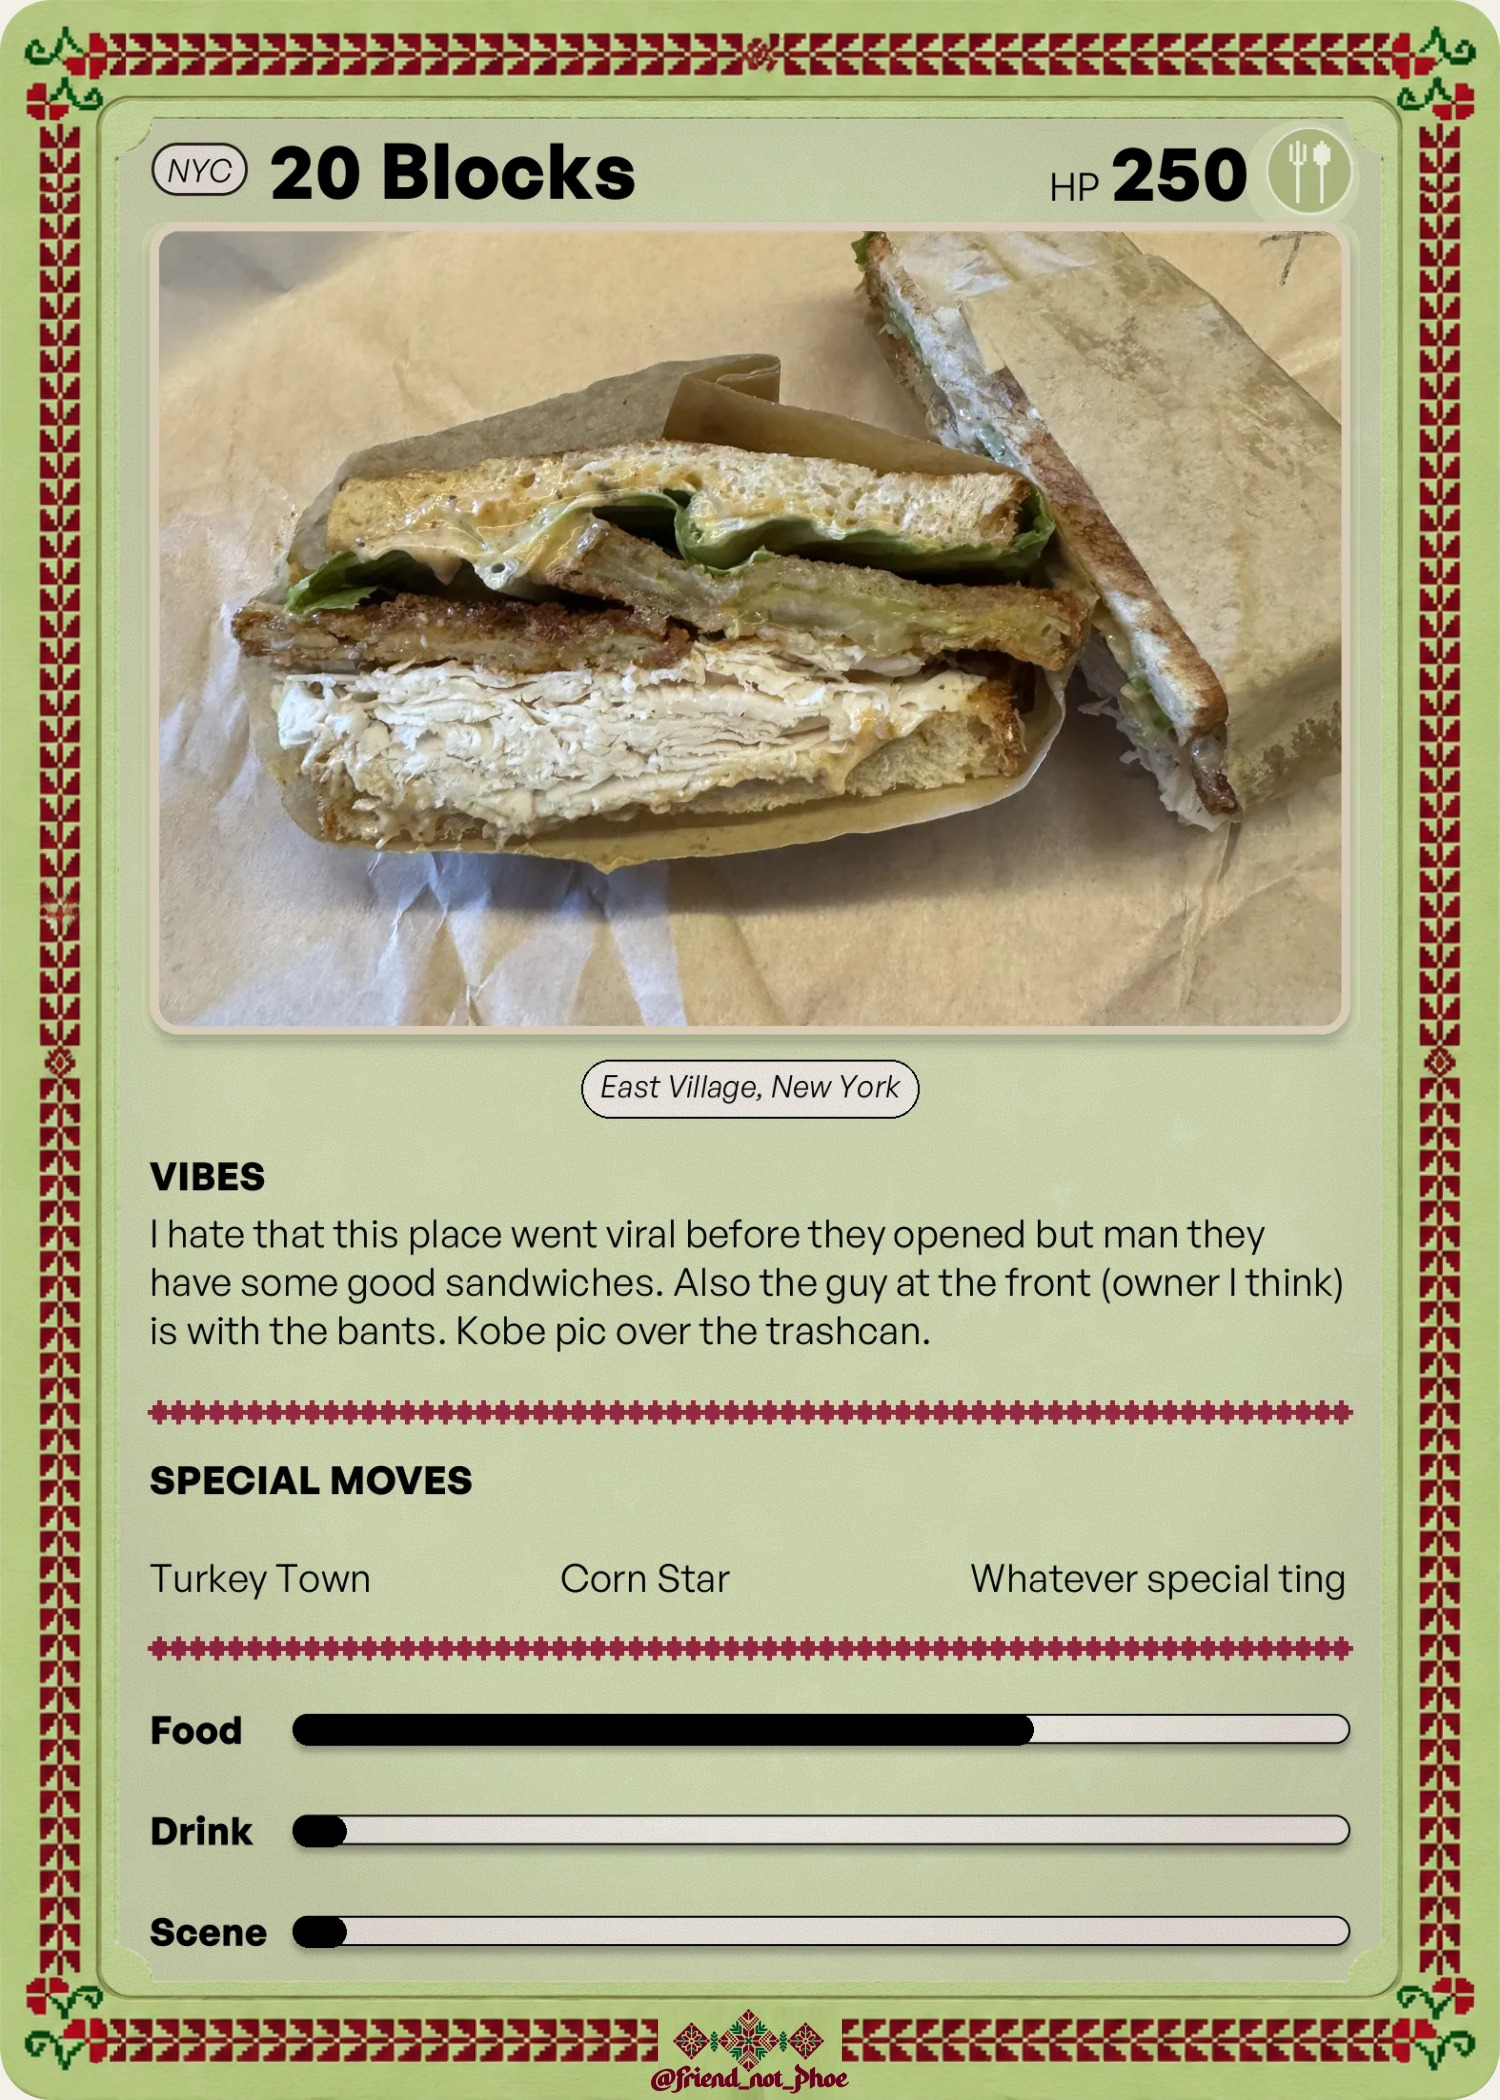 NYC 20 Blocks HP 250
East Village, New York
VIBES
I hate that this place went viral before they opened but man they
have some good sandwiches. Also the guy at the front (owner I think)
is with the bants. Kobe pic over the trashcan.
SPECIAL MOVES
Turkey Town Corn Star Whatever special ting
Food
Drink
Scene
@friend_not_phoe